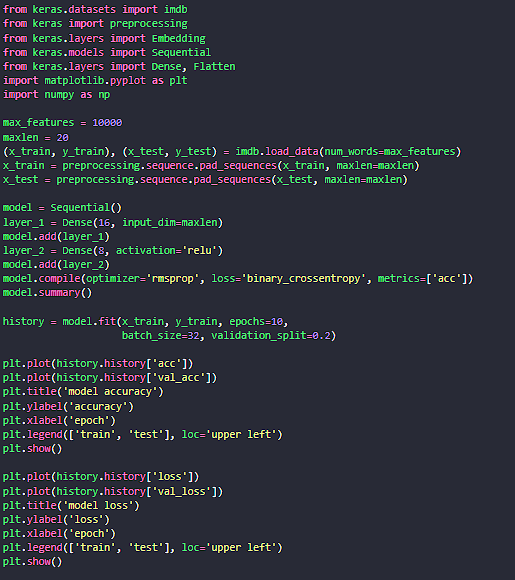 from keras.datasets import imdb
from keras import preprocessing
from keras.layers import Embedding
from keras.models import Sequential
from keras.layers import Dense, Flatten
import matplotlib.pyplot as plt
import numpy as np

max_features = 10000
maxlen = 20
(x_train, y_train), (x_test, y_test) = imdb.load_data(num_words=max_features)
x_train = preprocessing.sequence.pad_sequences(x_train, maxlen=maxlen)
x_test = preprocessing.sequence.pad_sequences(x_test, maxlen=maxlen)

model = Sequential()
layer_1 = Dense(16, input_dim=maxlen)
model.add(layer_1)
layer_2 = Dense(8, activation='relu')
model.add(layer_2)
model.compile(optimizer='rmsprop', loss='binary_crossentropy', metrics=['acc'])
model.summary()

history = model.fit(x_train, y_train, epochs=10,
                    batch_size=32, validation_split=0.2)

plt.plot(history.history['acc'])
plt.plot(history.history['val_acc'])
plt.title('model accuracy')
plt.ylabel('accuracy')
plt.xlabel('epoch')
plt.legend(['train', 'test'], loc='upper left')
plt.show()

plt.plot(history.history['loss'])
plt.plot(history.history['val_loss'])
plt.title('model loss')
plt.ylabel('loss')
plt.xlabel('epoch')
plt.legend(['train', 'test'], loc='upper left')
plt.show()